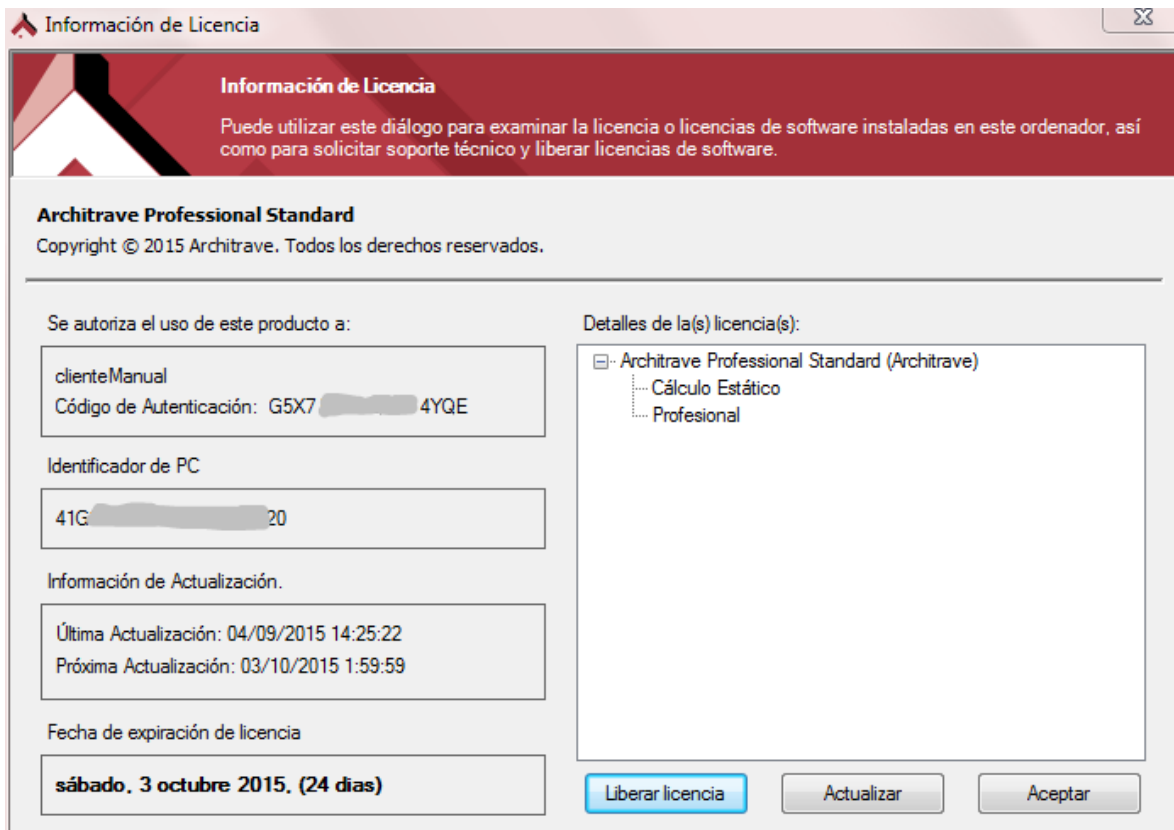 Información de Licencia
Información de Licencia
Puede utilizar este diálogo para examinar la licencia o licencias de software instaladas en este ordenador, así
como para solicitar soporte técnico y liberar licencias de software.
Architrave Professional Standard
Copyright © 2015 Architrave. Todos los derechos reservados.
Se autoriza el uso de este producto a:
clienteManual
Código de Autenticación: G5X7 4YQE
Identificador de PC
41G 20
Información de Actualización.
Última Actualización: 04/09/2015 14:25:22
Próxima Actualización: 03/10/2015 1:59:59
Fecha de expiración de licencia
sábado, 3 octubre 2015, (24 dias)
Detalles de la(s) licencia(s):
Architrave Professional Standard (Architrave)
Cálculo Estático
Profesional
Liberar licencia
Actualizar
Aceptar